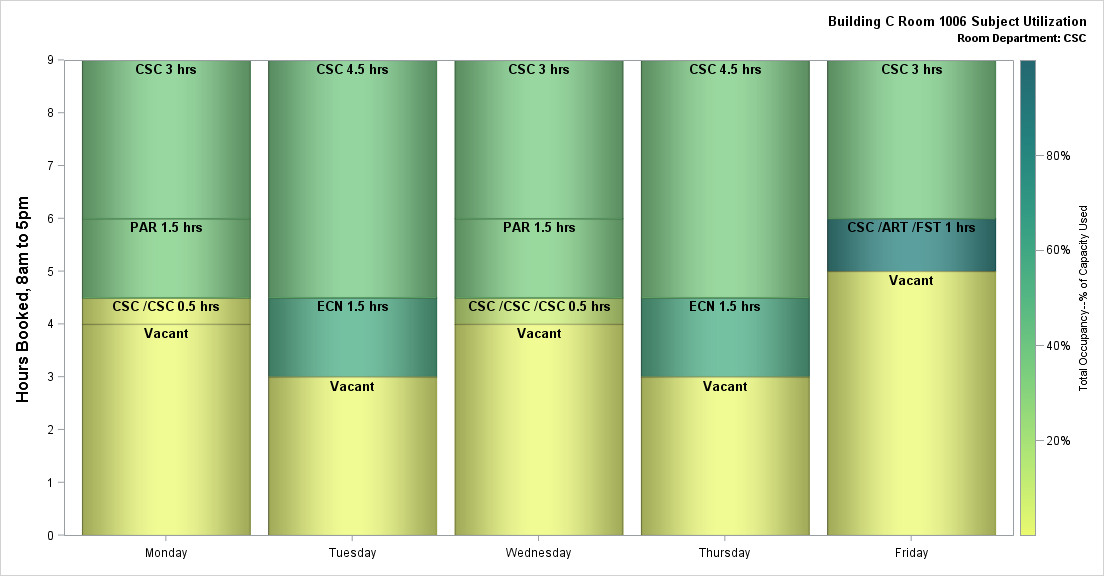 Building C Room 1006 Subject Utilization
Room Department: CSC
Hours Booked, 8am to 5pm
9
8
7
6
5
4
3
2
1
0
CSC 3 hrs
PAR 1.5 hrs
CSC /CSC 0.5 hrs
Vacant
CSC 4.5 hrs
ECN 1.5 hrs
Vacant
CSC 3 hrs
PAR 1.5 hrs
CSC /CSC /CSC 0.5 hrs
Vacant
CSC 4.5 hrs
ECN 1.5 hrs
Vacant
CSC 3 hrs
CSC /ART /FST 1 hrs
Vacant
Monday
Tuesday
Wednesday
Thursday
Friday
80%
60%
40%
20%
Total Occupancy--% of Capacity Used